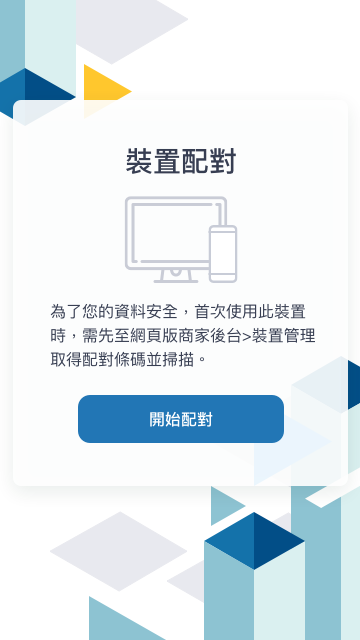 裝置配對
為了您的資料安全，首次使用此裝置
時，需先至網頁版商家後台>裝置管理
取得配對條碼並掃描。
開始配對